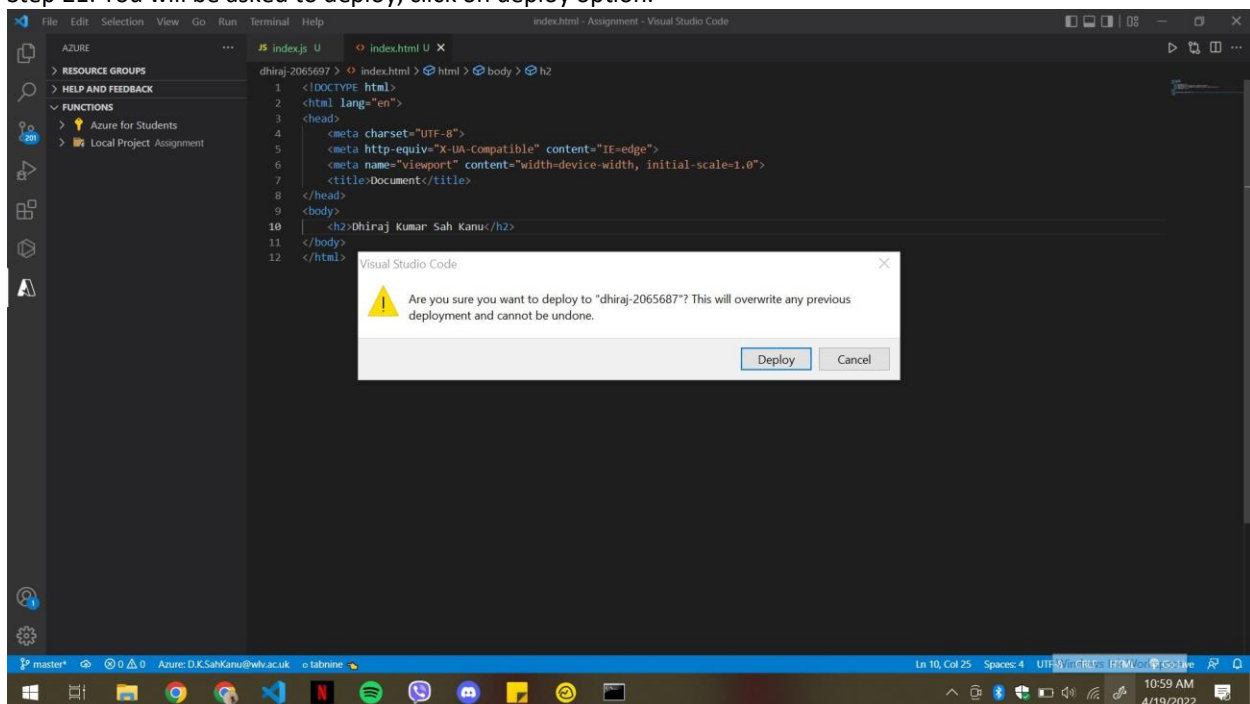 Step 21: You will be asked to deploy, click on deploy option.
File Edit Selection View Go Run Terminal Help
index.html - Assignment - Visual Studio Code
AZURE
JS index.js U
index.html U
RESOURCE GROUPS
HELP AND FEEDBACK
FUNCTIONS
Azure for Students
Local Project Assignment
201
dhiraj-2065697 > index.html > html > body > h2
1 <!DOCTYPE html>
2 <html lang="en">
3 <head>
4 <meta charset="UTF-8">
5 <meta http-equiv="X-UA-Compatible" content="IE=edge">
6 <meta name="viewport" content="width=device-width, initial-scale=1.0">
7 <title>Document</title>
8 </head>
9 <body>
10 <h2>Dhiraj Kumar Sah Kanu</h2>
11 </body>
12 </html>
Visual Studio Code
Are you sure you want to deploy to "dhiraj-2065687"? This will overwrite any previous
deployment and cannot be undone.
Deploy Cancel
1
master* 0 0 Azure: D.K.SahKanu@wlv.ac.uk tabnine
Ln 10, Col 25 Spaces: 4
10:59 AM
4/19/2022